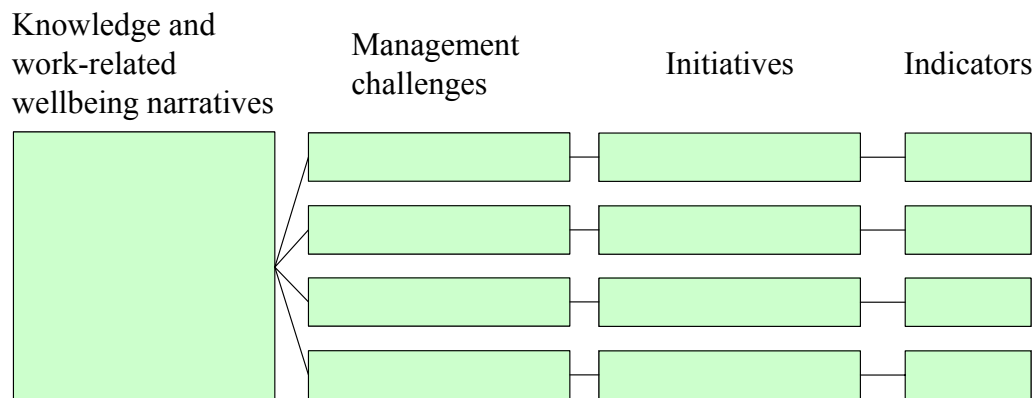 Knowledge and
work-related
wellbeing narratives
Management
challenges
Initiatives
Indicators